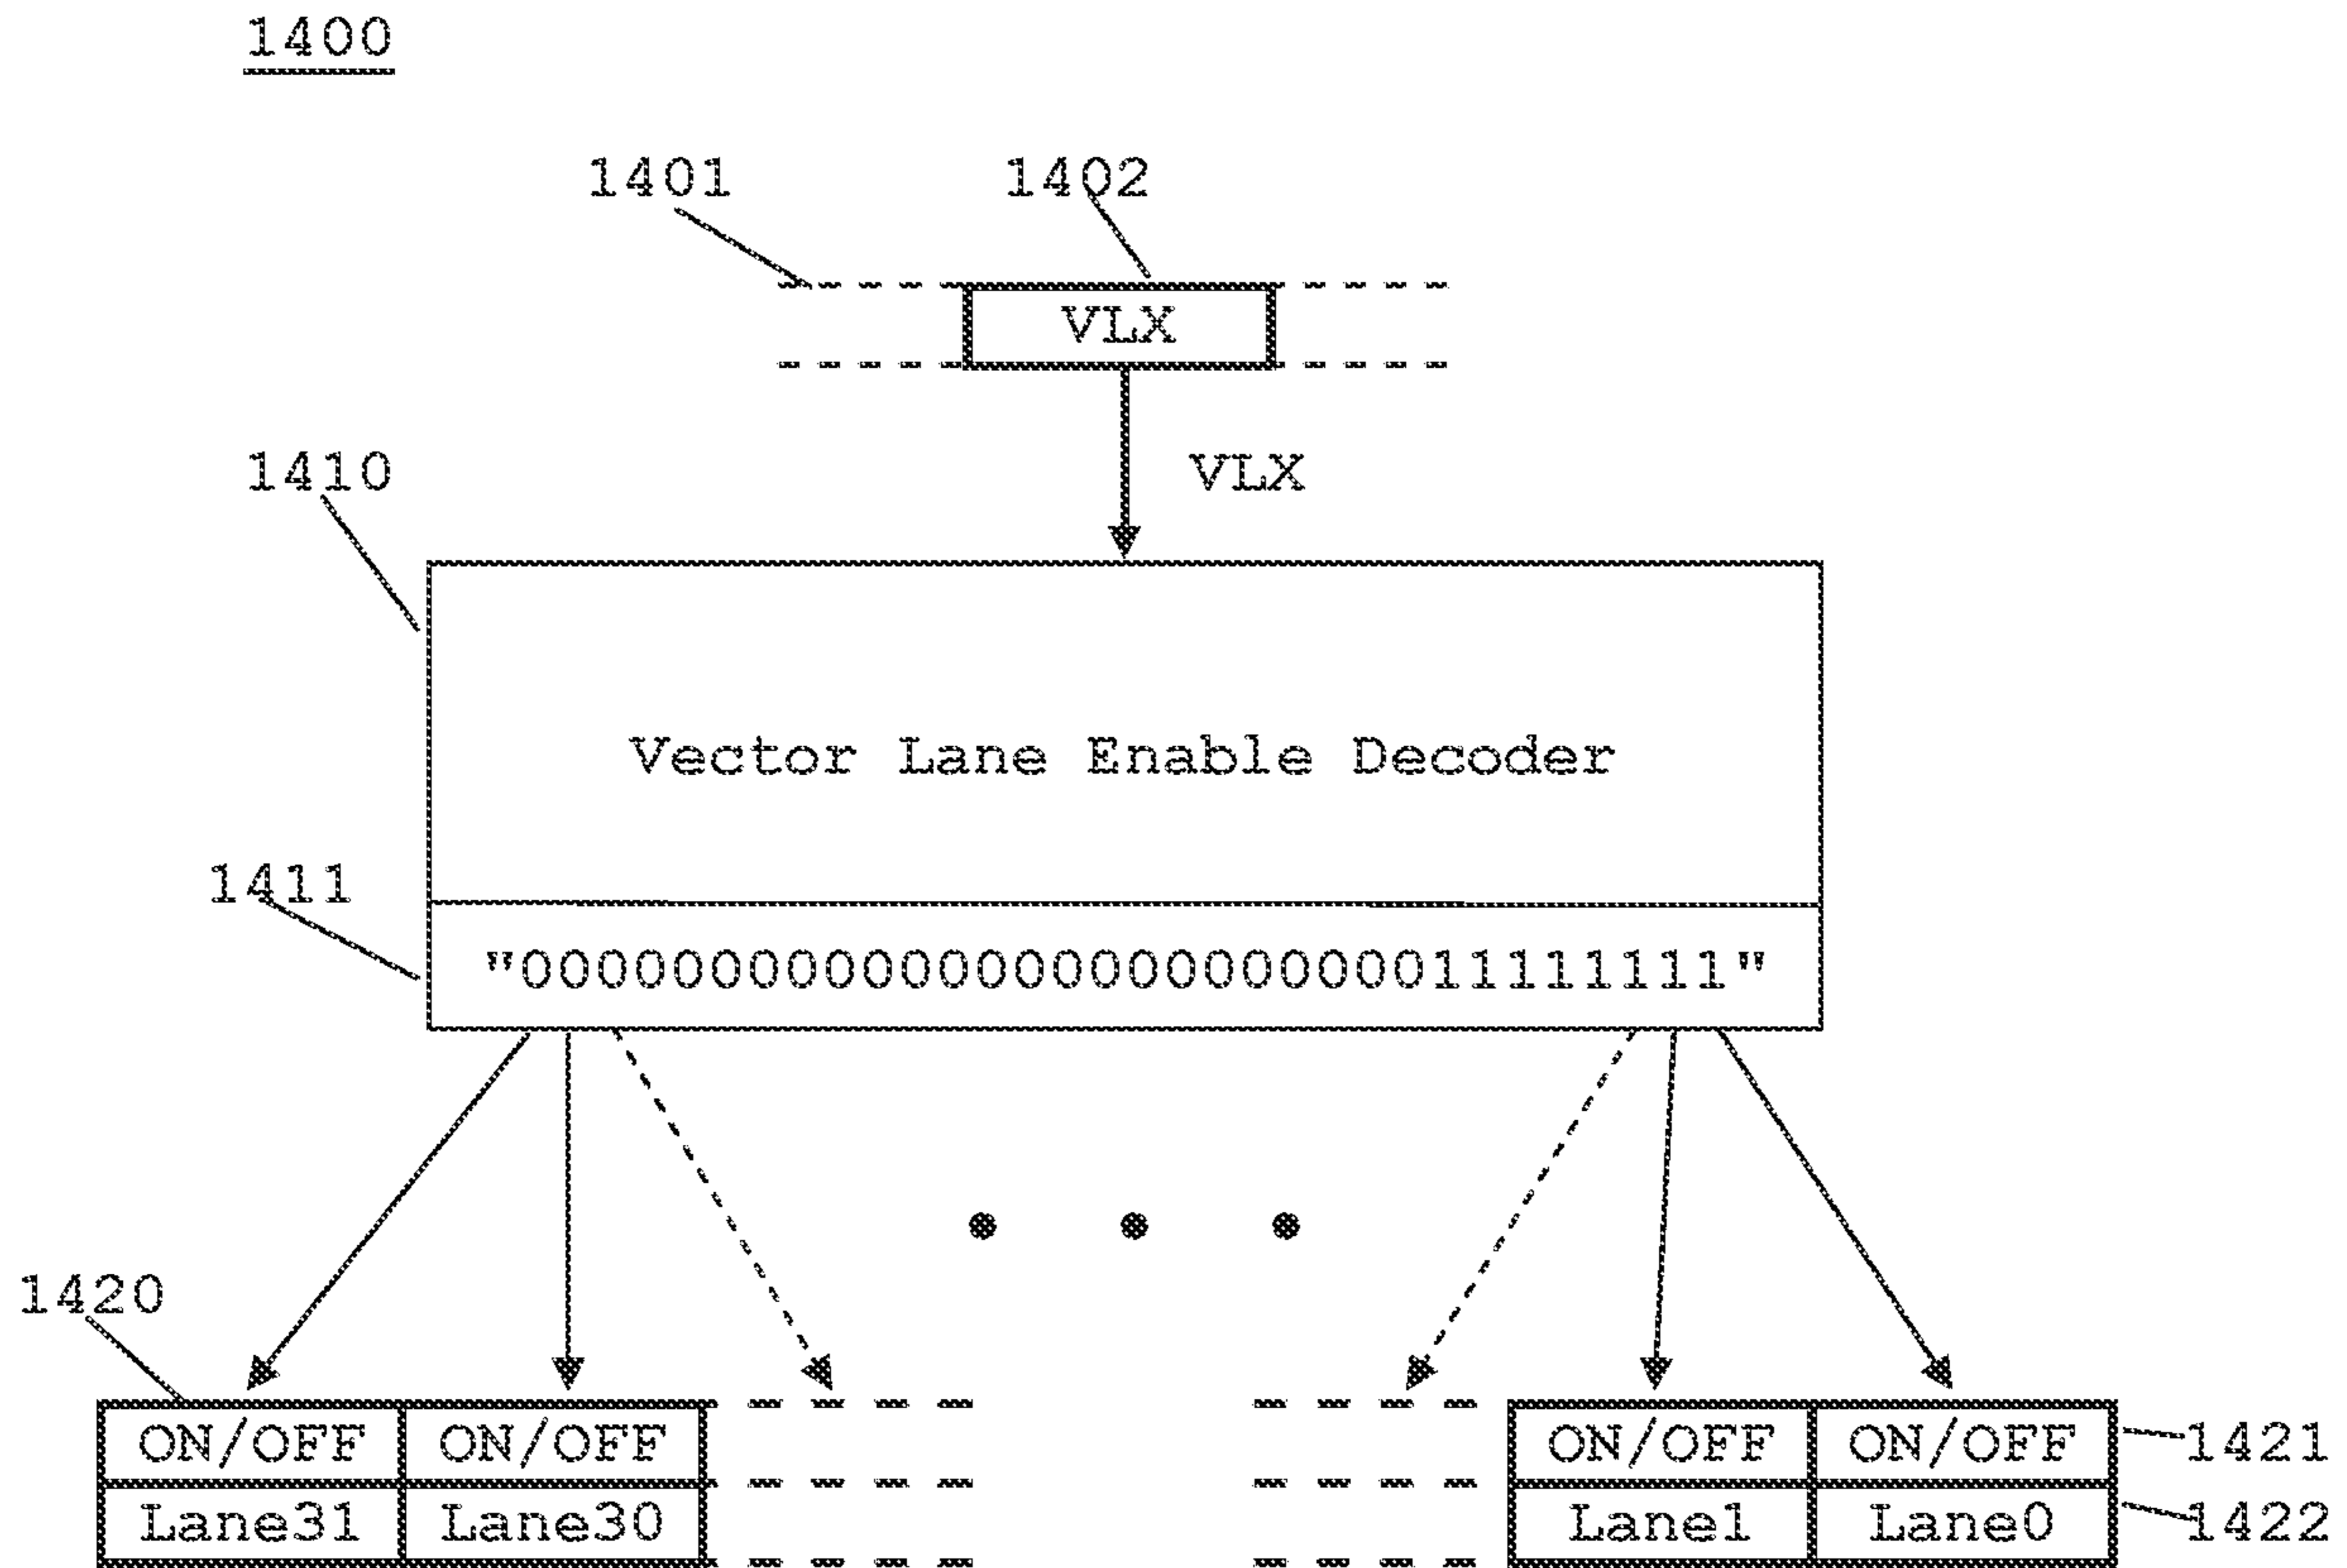 1400
1401 1402
VLX
1410 VLX
Vector Lane Enable Decoder
1411
"00000000000000000000000011111111"
1420
ON/OFF ON/OFF ON/OFF ON/OFF 1421
Lane31 Lane30 Lane1 Lane0 1422